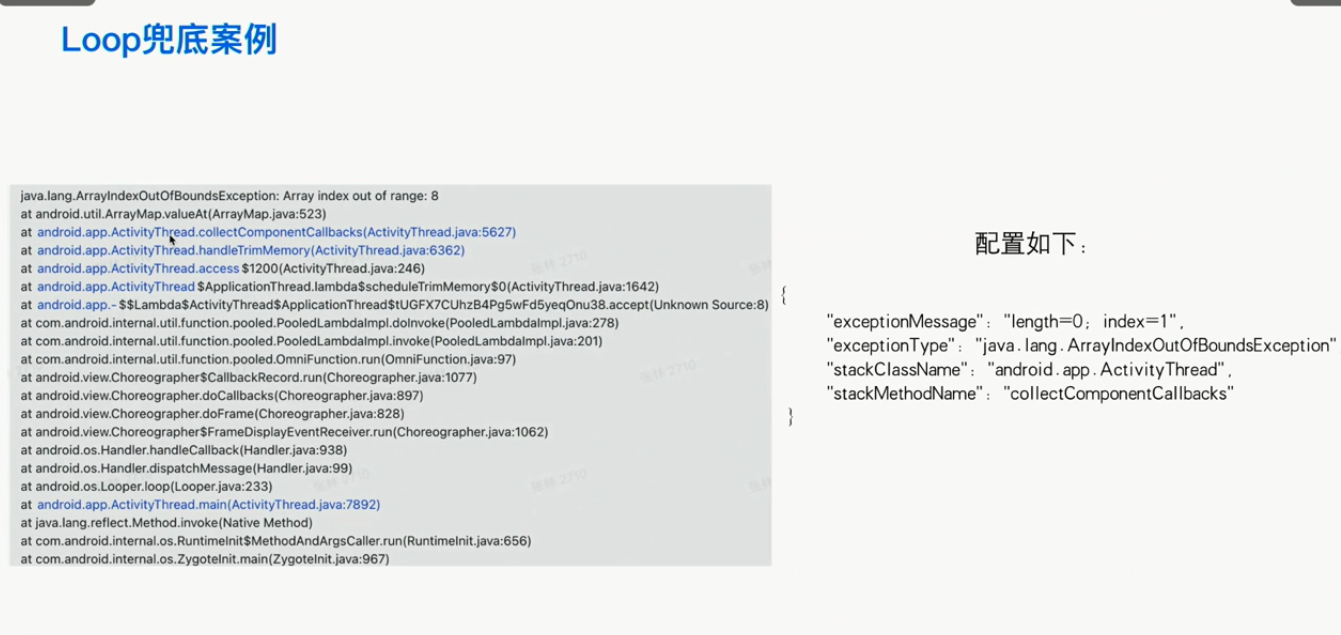 Loop兜底案例
java.lang.ArrayIndexOutOfBoundsException: Array index out of range: 8
at android.util.ArrayMap.valueAt(ArrayMap.java:523)
at android.app.ActivityThread.collectComponentCallbacks(ActivityThread.java:5627)
at android.app.ActivityThread.handleTrimMemory(ActivityThread.java:6362)
at android.app.ActivityThread.access$1200(ActivityThread.java:246)
at android.app.ActivityThread$ApplicationThread.lambda$scheduleTrimMemory$0(ActivityThread.java:1642)
at android.app.-$$Lambda$ActivityThread$ApplicationThread$tUGFX7CUhzB4Pg5wFd5yeqOnu38.accept(Unknown Source:8)
at com.android.internal.util.function.pooled.PooledLambdaImpl.doInvoke(PooledLambdaImpl.java:278)
at com.android.internal.util.function.pooled.PooledLambdaImpl.invoke(PooledLambdaImpl.java:201)
at com.android.internal.util.function.pooled.OmniFunction.run(OmniFunction.java:97)
at android.view.Choreographer$CallbackRecord.run(Choreographer.java:1077)
at android.view.Choreographer.doCallbacks(Choreographer.java:897)
at android.view.Choreographer.doFrame(Choreographer.java:828)
at android.view.Choreographer$FrameDisplayEventReceiver.run(Choreographer.java:1062)
at android.os.Handler.handleCallback(Handler.java:938)
at android.os.Handler.dispatchMessage(Handler.java:99)
at android.os.Looper.loop(Looper.java:233)
at android.app.ActivityThread.main(ActivityThread.java:7892)
at java.lang.reflect.Method.invoke(Native Method)
at com.android.internal.os.RuntimeInit$MethodAndArgsCaller.run(RuntimeInit.java:656)
at com.android.internal.os.ZygoteInit.main(ZygoteInit.java:967)
配置如下：
{
"exceptionMessage": "length=0; index=1",
"exceptionType": "java.lang.ArrayIndexOutOfBoundsException"
"stackClassName": "android.app.ActivityThread",
"stackMethodName": "collectComponentCallbacks"
}